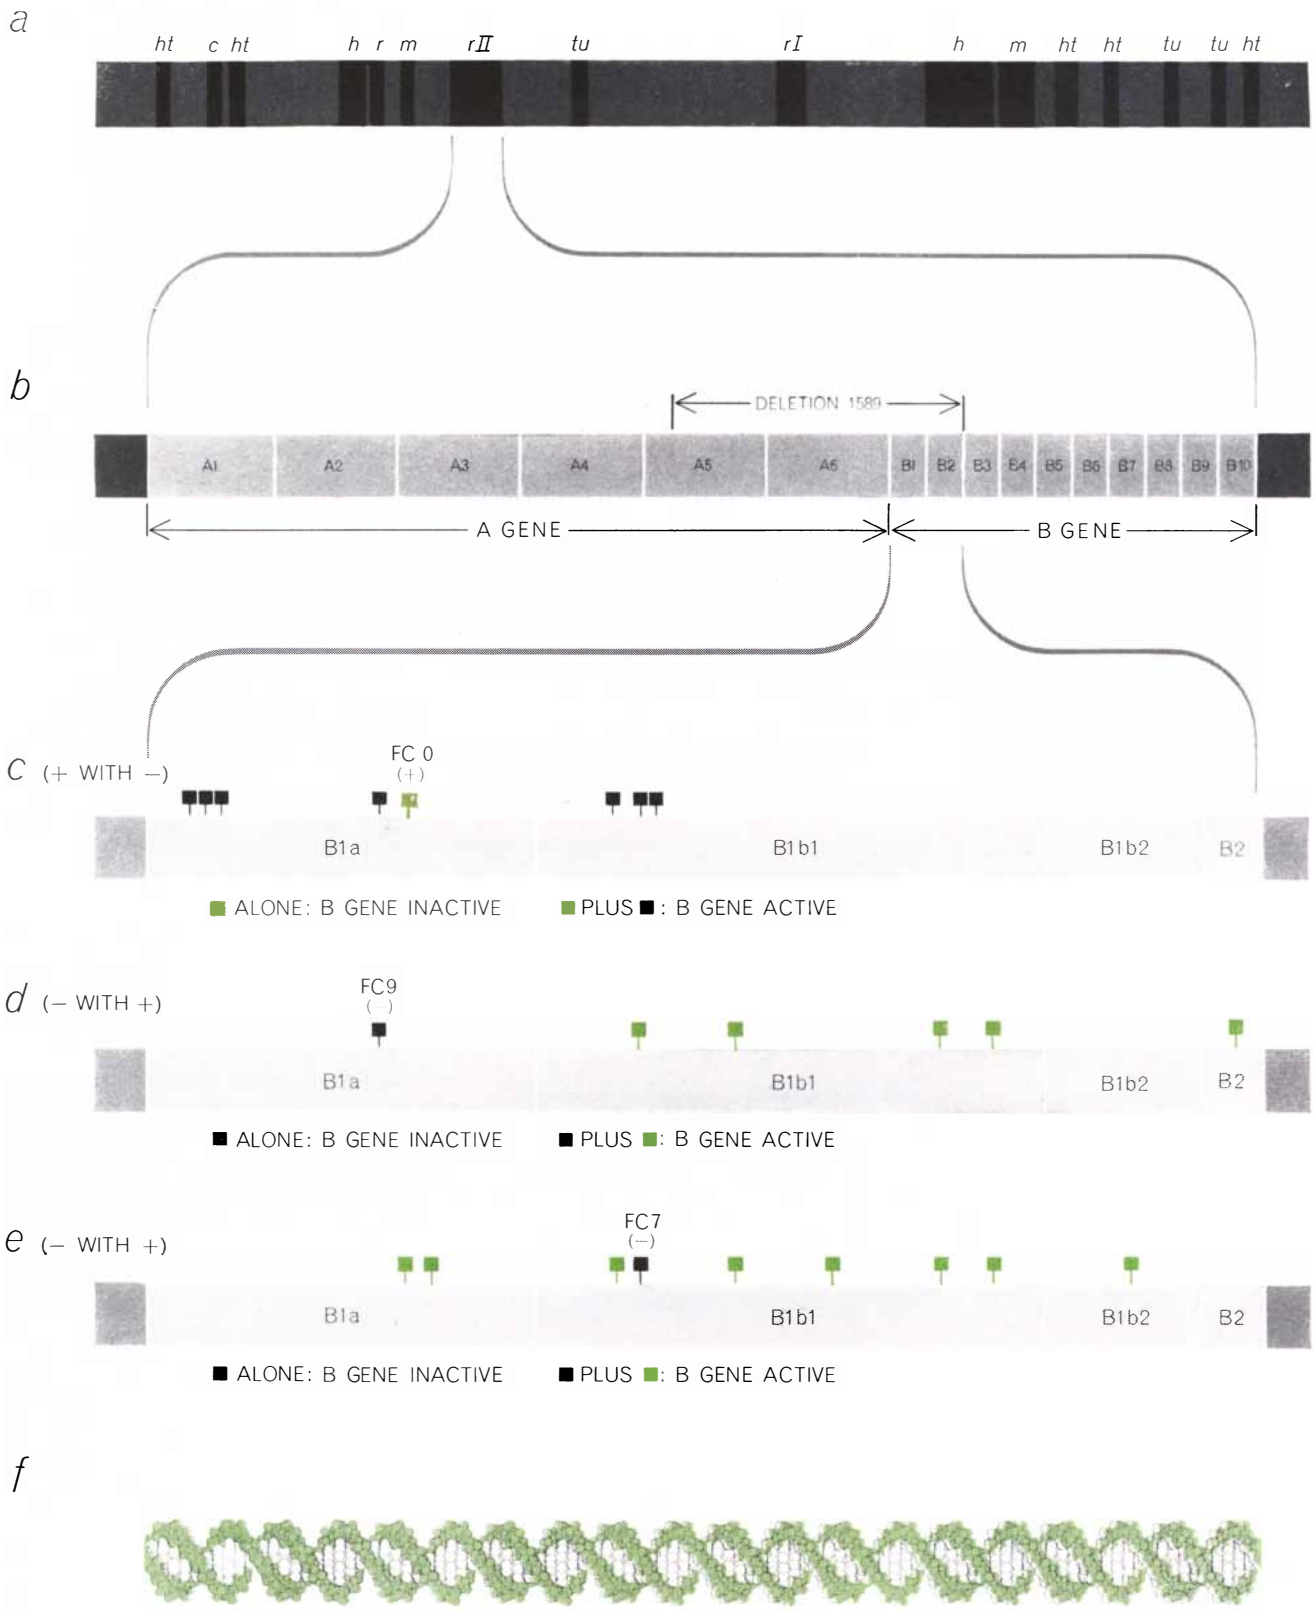 a
ht c ht h r m rII tu rI h m ht ht tu tu ht
b
DELETION 1589
A1 A2 A3 A4 A5 A6 B1 B2 B3 B4 B5 B6 B7 B8 B9 B10
A GENE B GENE
FC 0
c (+ WITH −) (+)
B1a B1b1 B1b2 B2
ALONE: B GENE INACTIVE PLUS : B GENE ACTIVE
FC9
d (− WITH +) (−)
B1a B1b1 B1b2 B2
ALONE: B GENE INACTIVE PLUS : B GENE ACTIVE
FC7
e (− WITH +) (−)
B1a B1b1 B1b2 B2
ALONE: B GENE INACTIVE PLUS : B GENE ACTIVE
f